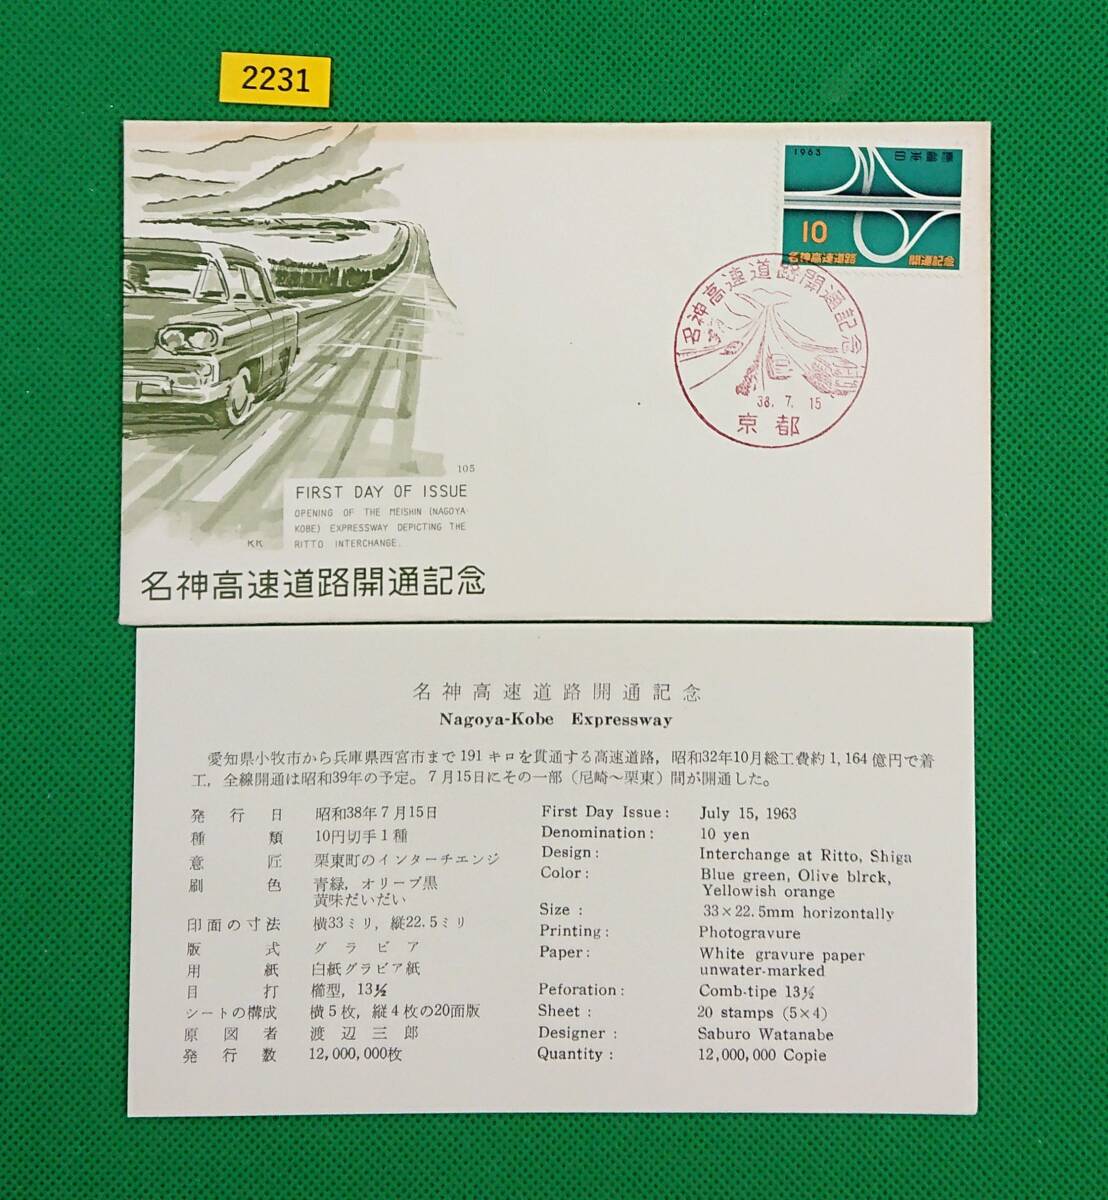 2231
1963
日本郵便
10
名神高速道路
開通記念
名神高速道路開通記念
38. 7. 15
京都
105
FIRST DAY OF ISSUE
OPENING OF THE MEISHIN (NAGOYA-
KOBE) EXPRESSWAY DEPICTING THE
RITTO INTERCHANGE.
KK
名神高速道路開通記念
名神高速道路開通記念
Nagoya-Kobe Expressway
愛知県小牧市から兵庫県西宮市まで191キロを貫通する高速道路，昭和32年10月総工費約1,164億円で着
工，全線開通は昭和39年の予定。7月15日にその一部（尼崎～栗東）間が開通した。
発行日 昭和38年7月15日
種類 10円切手1種
意匠 栗東町のインターチエンジ
刷色 青緑，オリーブ黒
黄味だいだい
印面の寸法 横33ミリ，縦22.5ミリ
版式 グラビア
用紙 白紙グラビア紙
目打 櫛型，13½
シートの構成 横5枚，縦4枚の20面版
原図者 渡辺三郎
発行数 12,000,000枚
First Day Issue: July 15, 1963
Denomination: 10 yen
Design: Interchange at Ritto, Shiga
Color: Blue green, Olive blrck,
Yellowish orange
Size: 33×22.5mm horizontally
Printing: Photogravure
Paper: White gravure paper
unwater-marked
Peforation: Comb-tipe 13½
Sheet: 20 stamps (5×4)
Designer: Saburo Watanabe
Quantity: 12,000,000 Copie